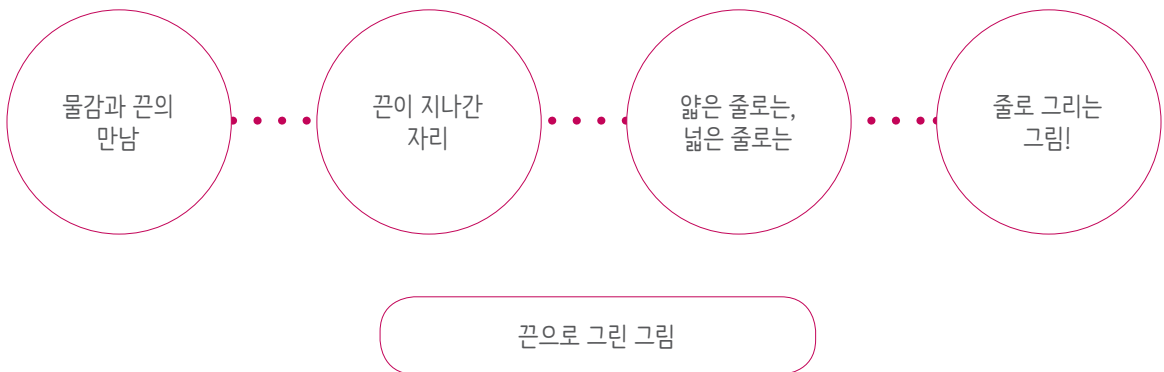 물감과 끈의
만남
끈이 지나간
자리
얇은 줄로는,
넓은 줄로는
줄로 그리는
그림!
끈으로 그린 그림